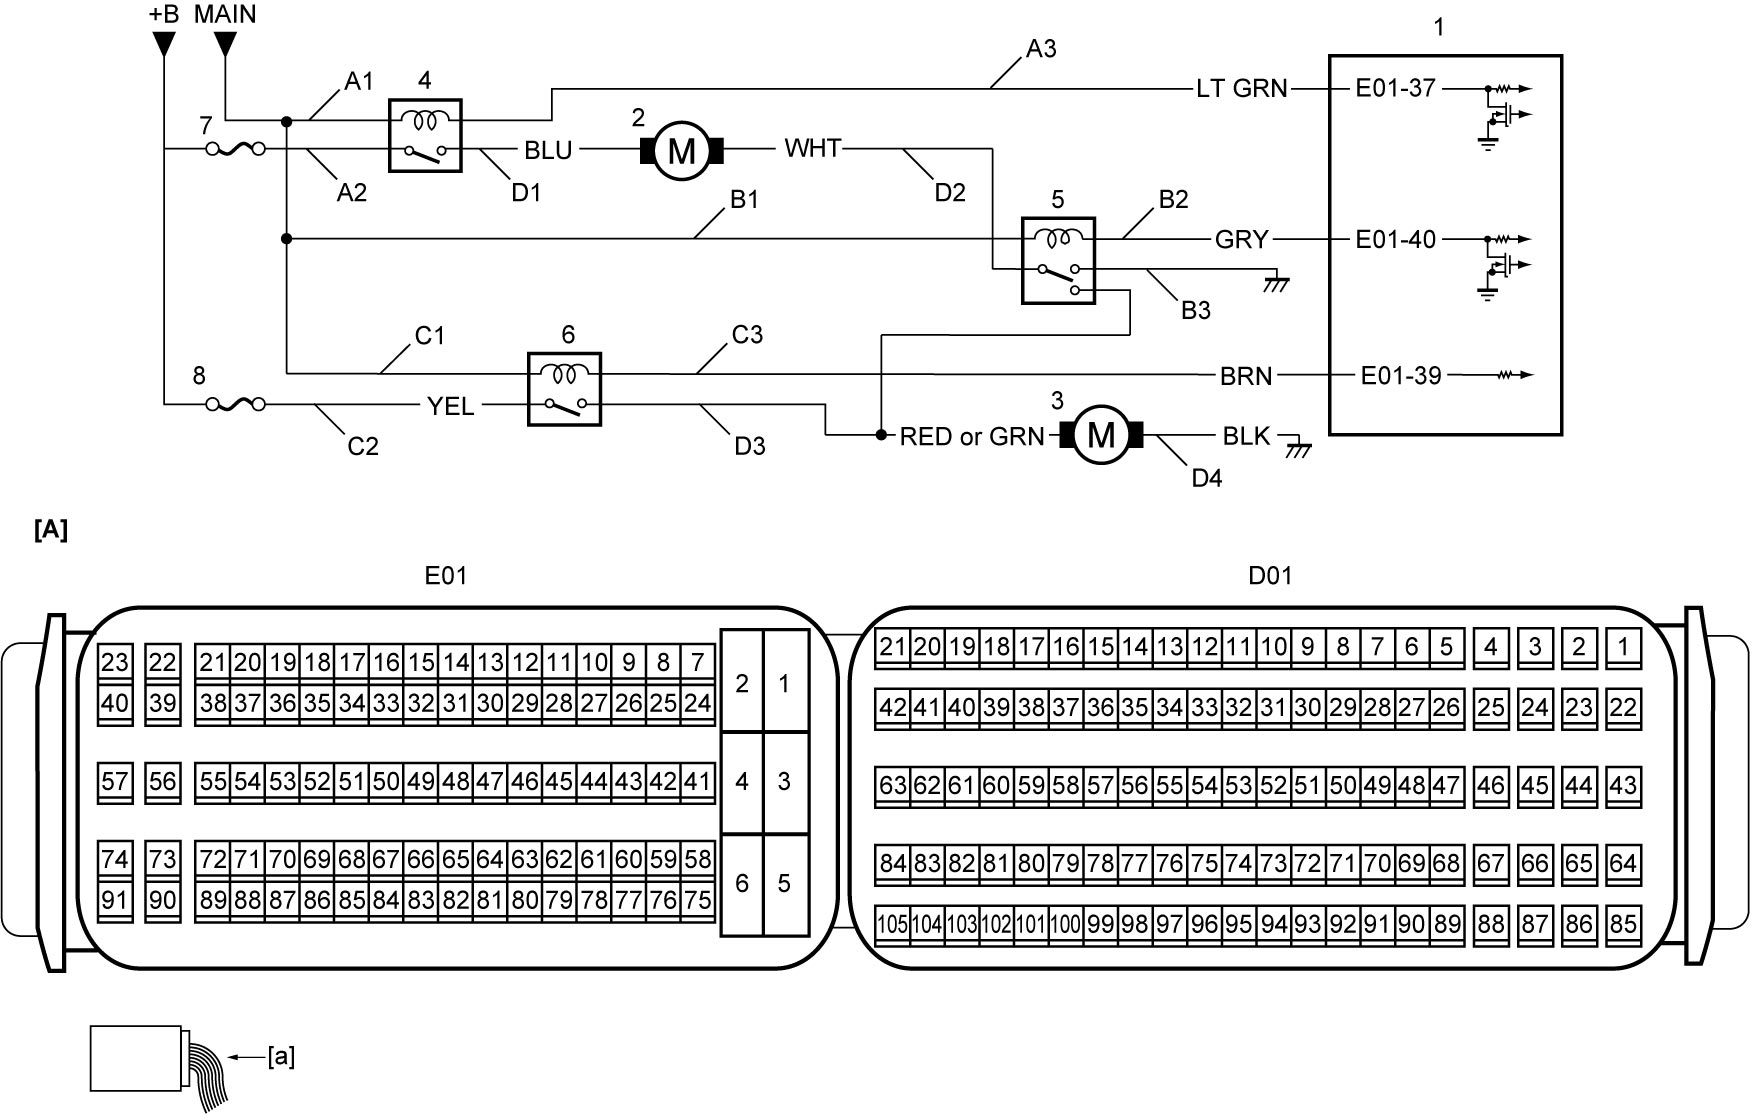 +B MAIN
1
A3
A1 4
LT GRN E01-37
7 2
BLU M WHT
A2 D1 D2
B1 5 B2
GRY E01-40
B3
C1 6 C3
8 BRN E01-39
YEL 3
RED or GRN M BLK
C2 D3
D4
[A]
E01 D01
23 22 21 20 19 18 17 16 15 14 13 12 11 10 9 8 7
2 1
40 39 38 37 36 35 34 33 32 31 30 29 28 27 26 25 24
57 56 55 54 53 52 51 50 49 48 47 46 45 44 43 42 41
4 3
74 73 72 71 70 69 68 67 66 65 64 63 62 61 60 59 58
6 5
91 90 89 88 87 86 85 84 83 82 81 80 79 78 77 76 75
21 20 19 18 17 16 15 14 13 12 11 10 9 8 7 6 5 4 3 2 1
42 41 40 39 38 37 36 35 34 33 32 31 30 29 28 27 26 25 24 23 22
63 62 61 60 59 58 57 56 55 54 53 52 51 50 49 48 47 46 45 44 43
84 83 82 81 80 79 78 77 76 75 74 73 72 71 70 69 68 67 66 65 64
105 104 103 102 101 100 99 98 97 96 95 94 93 92 91 90 89 88 87 86 85
[a]